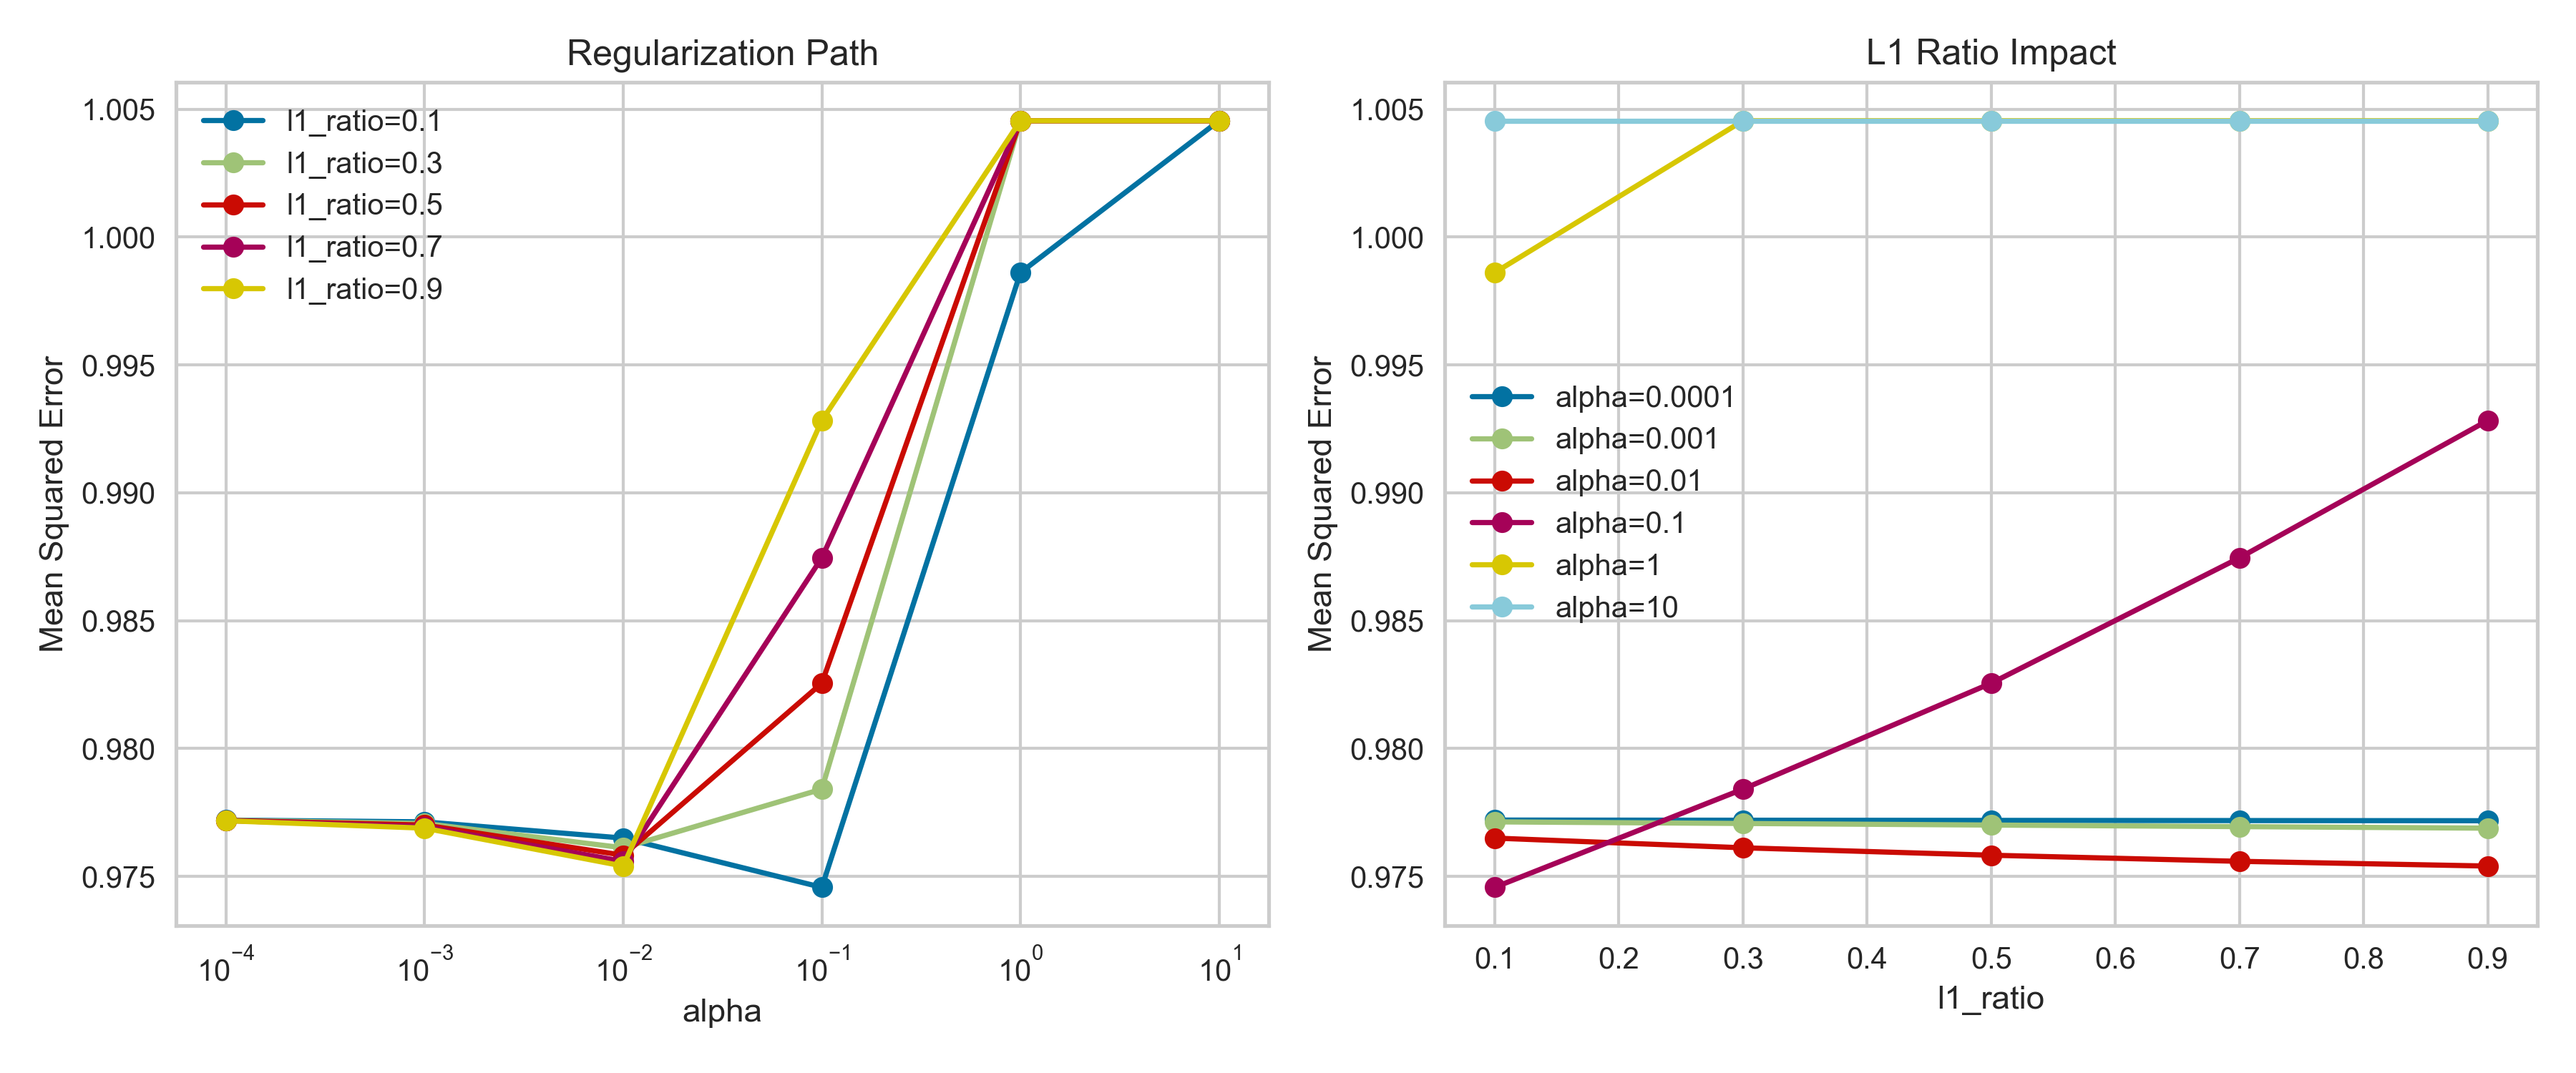 Regularization Path
Mean Squared Error
1.005
1.000
0.995
0.990
0.985
0.980
0.975
l1_ratio=0.1
l1_ratio=0.3
l1_ratio=0.5
l1_ratio=0.7
l1_ratio=0.9
10⁻⁴ 10⁻³ 10⁻² 10⁻¹ 10⁰ 10¹
alpha
L1 Ratio Impact
Mean Squared Error
1.005
1.000
0.995
0.990
0.985
0.980
0.975
alpha=0.0001
alpha=0.001
alpha=0.01
alpha=0.1
alpha=1
alpha=10
0.1 0.2 0.3 0.4 0.5 0.6 0.7 0.8 0.9
l1_ratio